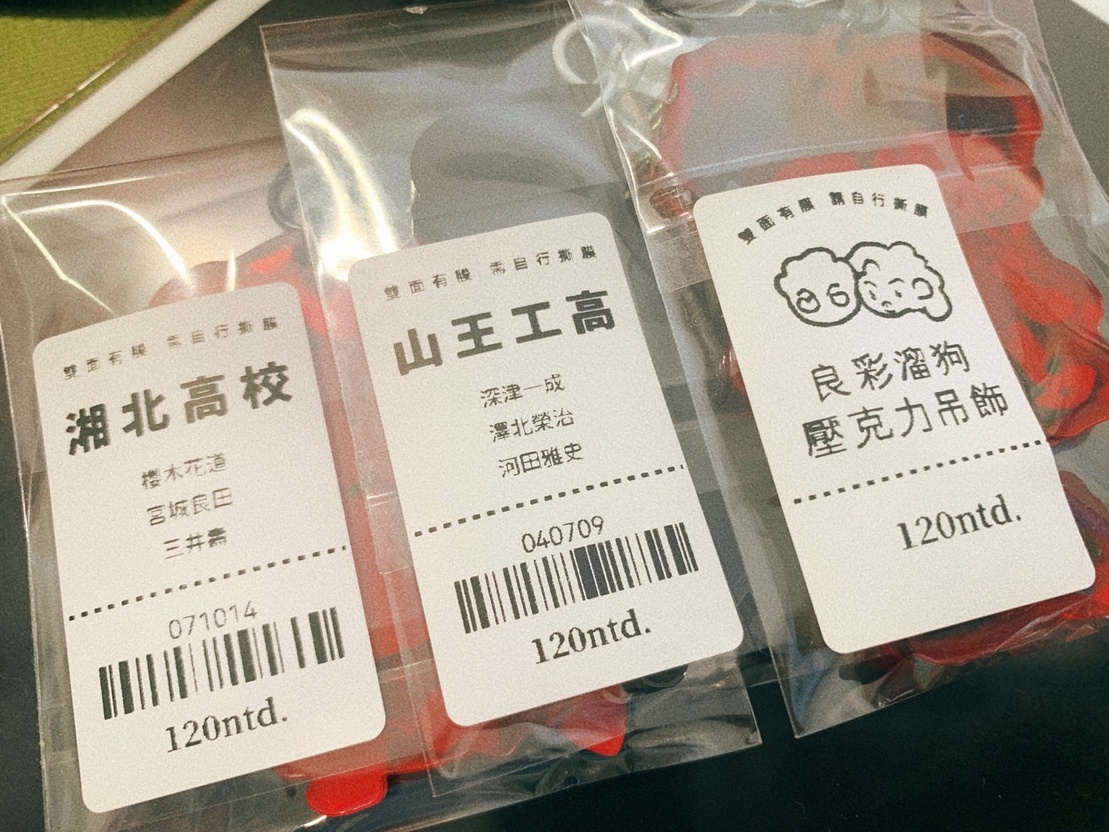 雙面有膜 需自行撕膜
湘北高校
櫻木花道
宮城良田
三井壽
071014
120ntd.
雙面有膜 需自行撕膜
山王工高
深津一成
澤北榮治
河田雅史
040709
120ntd.
雙面有膜 請自行撕膜
良彩溜狗
壓克力吊飾
120ntd.